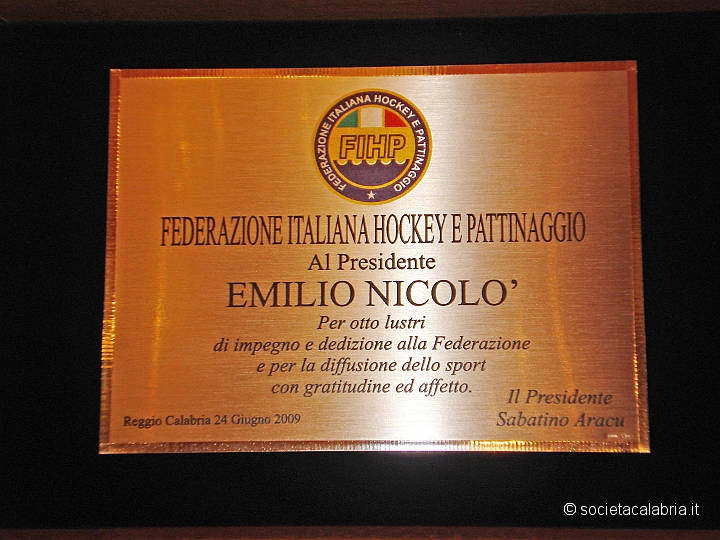 FEDERAZIONE ITALIANA HOCKEY E PATTINAGGIO
FIHP
FEDERAZIONE ITALIANA HOCKEY E PATTINAGGIO
Al Presidente
EMILIO NICOLO’
Per otto lustri
di impegno e dedizione alla Federazione
e per la diffusione dello sport
con gratitudine ed affetto.
Il Presidente
Sabatino Aracu
Reggio Calabria 24 Giugno 2009
© societacalabria.it